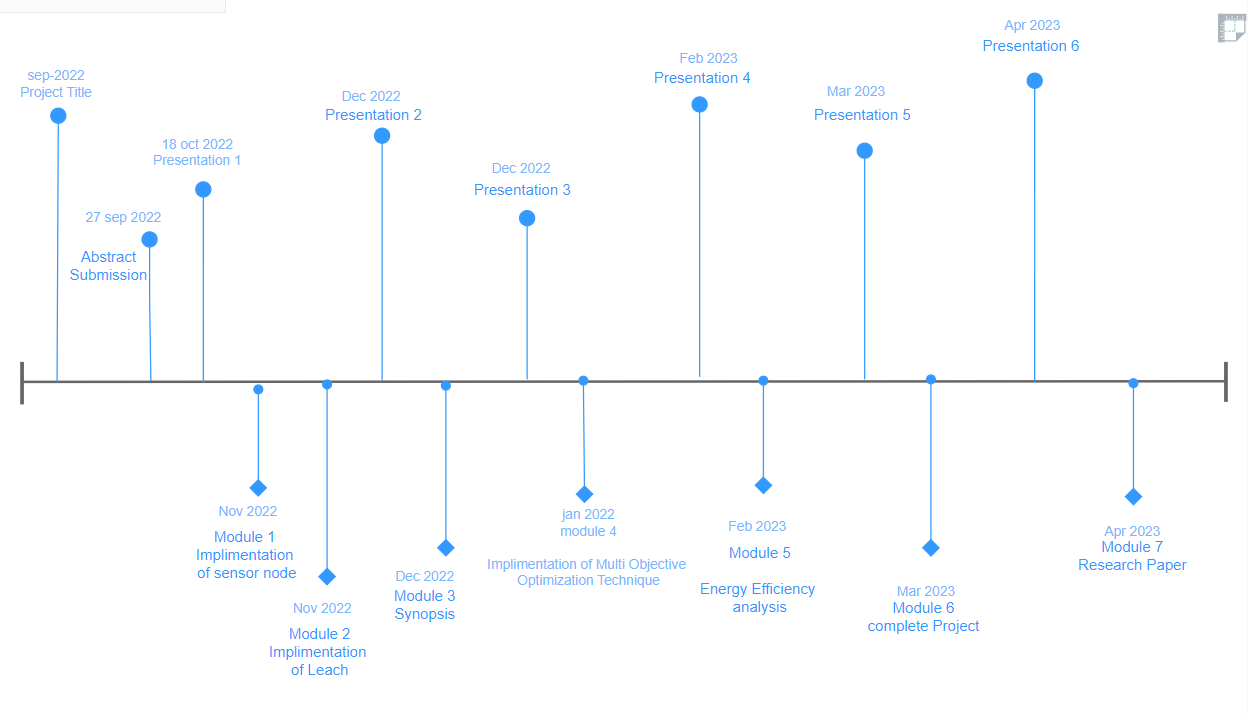 sep-2022
Project Title
27 sep 2022
Abstract
Submission
18 oct 2022
Presentation 1
Dec 2022
Presentation 2
Dec 2022
Presentation 3
Feb 2023
Presentation 4
Mar 2023
Presentation 5
Apr 2023
Presentation 6
Nov 2022
Module 1
Implimentation
of sensor node
Nov 2022
Module 2
Implimentation
of Leach
Dec 2022
Module 3
Synopsis
jan 2022
module 4
Implimentation of Multi Objective
Optimization Technique
Feb 2023
Module 5
Energy Efficiency
analysis
Mar 2023
Module 6
complete Project
Apr 2023
Module 7
Research Paper